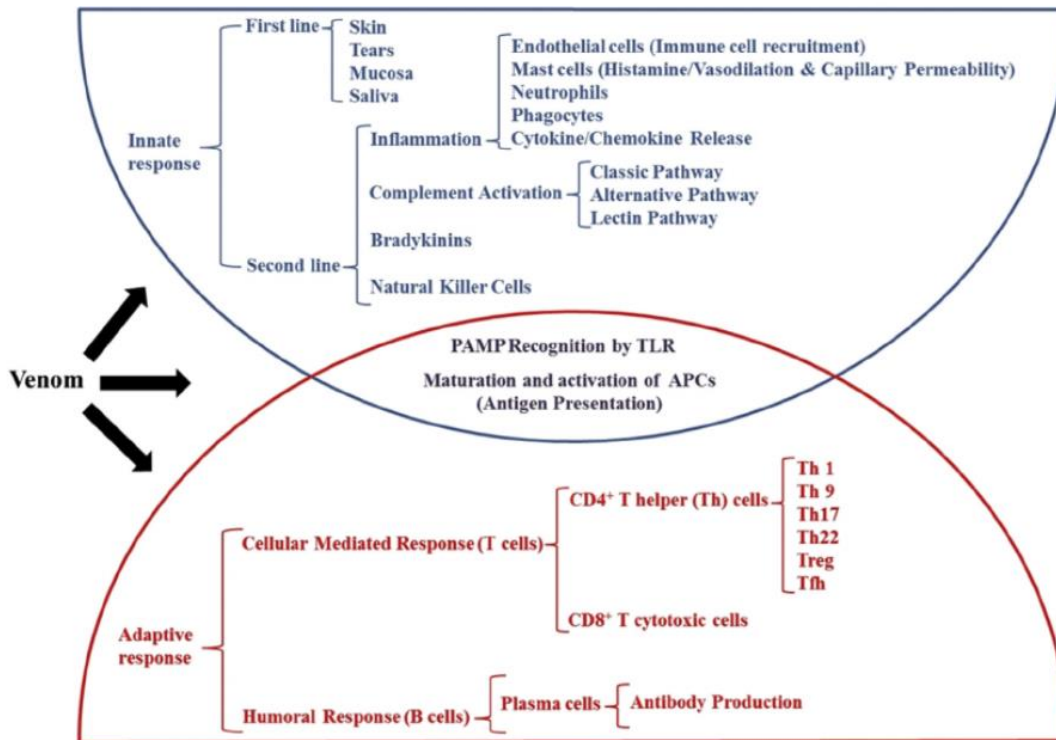 First line
Skin
Tears
Mucosa
Saliva
Innate
response
Second line
Inflammation
Endothelial cells (Immune cell recruitment)
Mast cells (Histamine/Vasodilation & Capillary Permeability)
Neutrophils
Phagocytes
Cytokine/Chemokine Release
Complement Activation
Classic Pathway
Alternative Pathway
Lectin Pathway
Bradykinins
Natural Killer Cells
Venom
PAMP Recognition by TLR
Maturation and activation of APCs
(Antigen Presentation)
Adaptive
response
Cellular Mediated Response (T cells)
CD4⁺ T helper (Th) cells
Th 1
Th 9
Th17
Th22
Treg
Tfh
CD8⁺ T cytotoxic cells
Humoral Response (B cells)
Plasma cells
Antibody Production